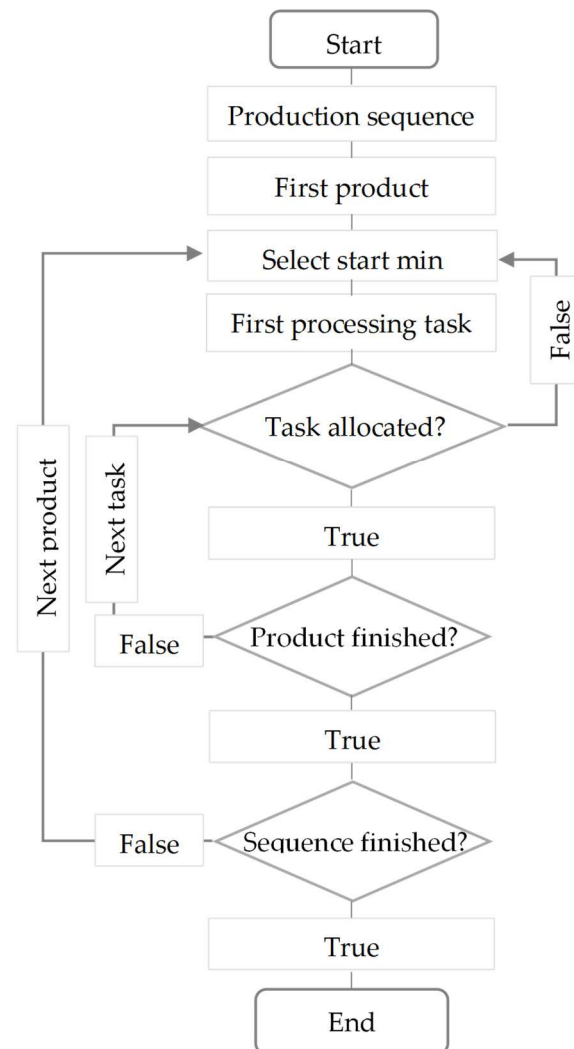 Start
Production sequence
First product
Select start min
First processing task
False
Task allocated?
Next product
Next task
True
Product finished?
False
True
Sequence finished?
False
True
End